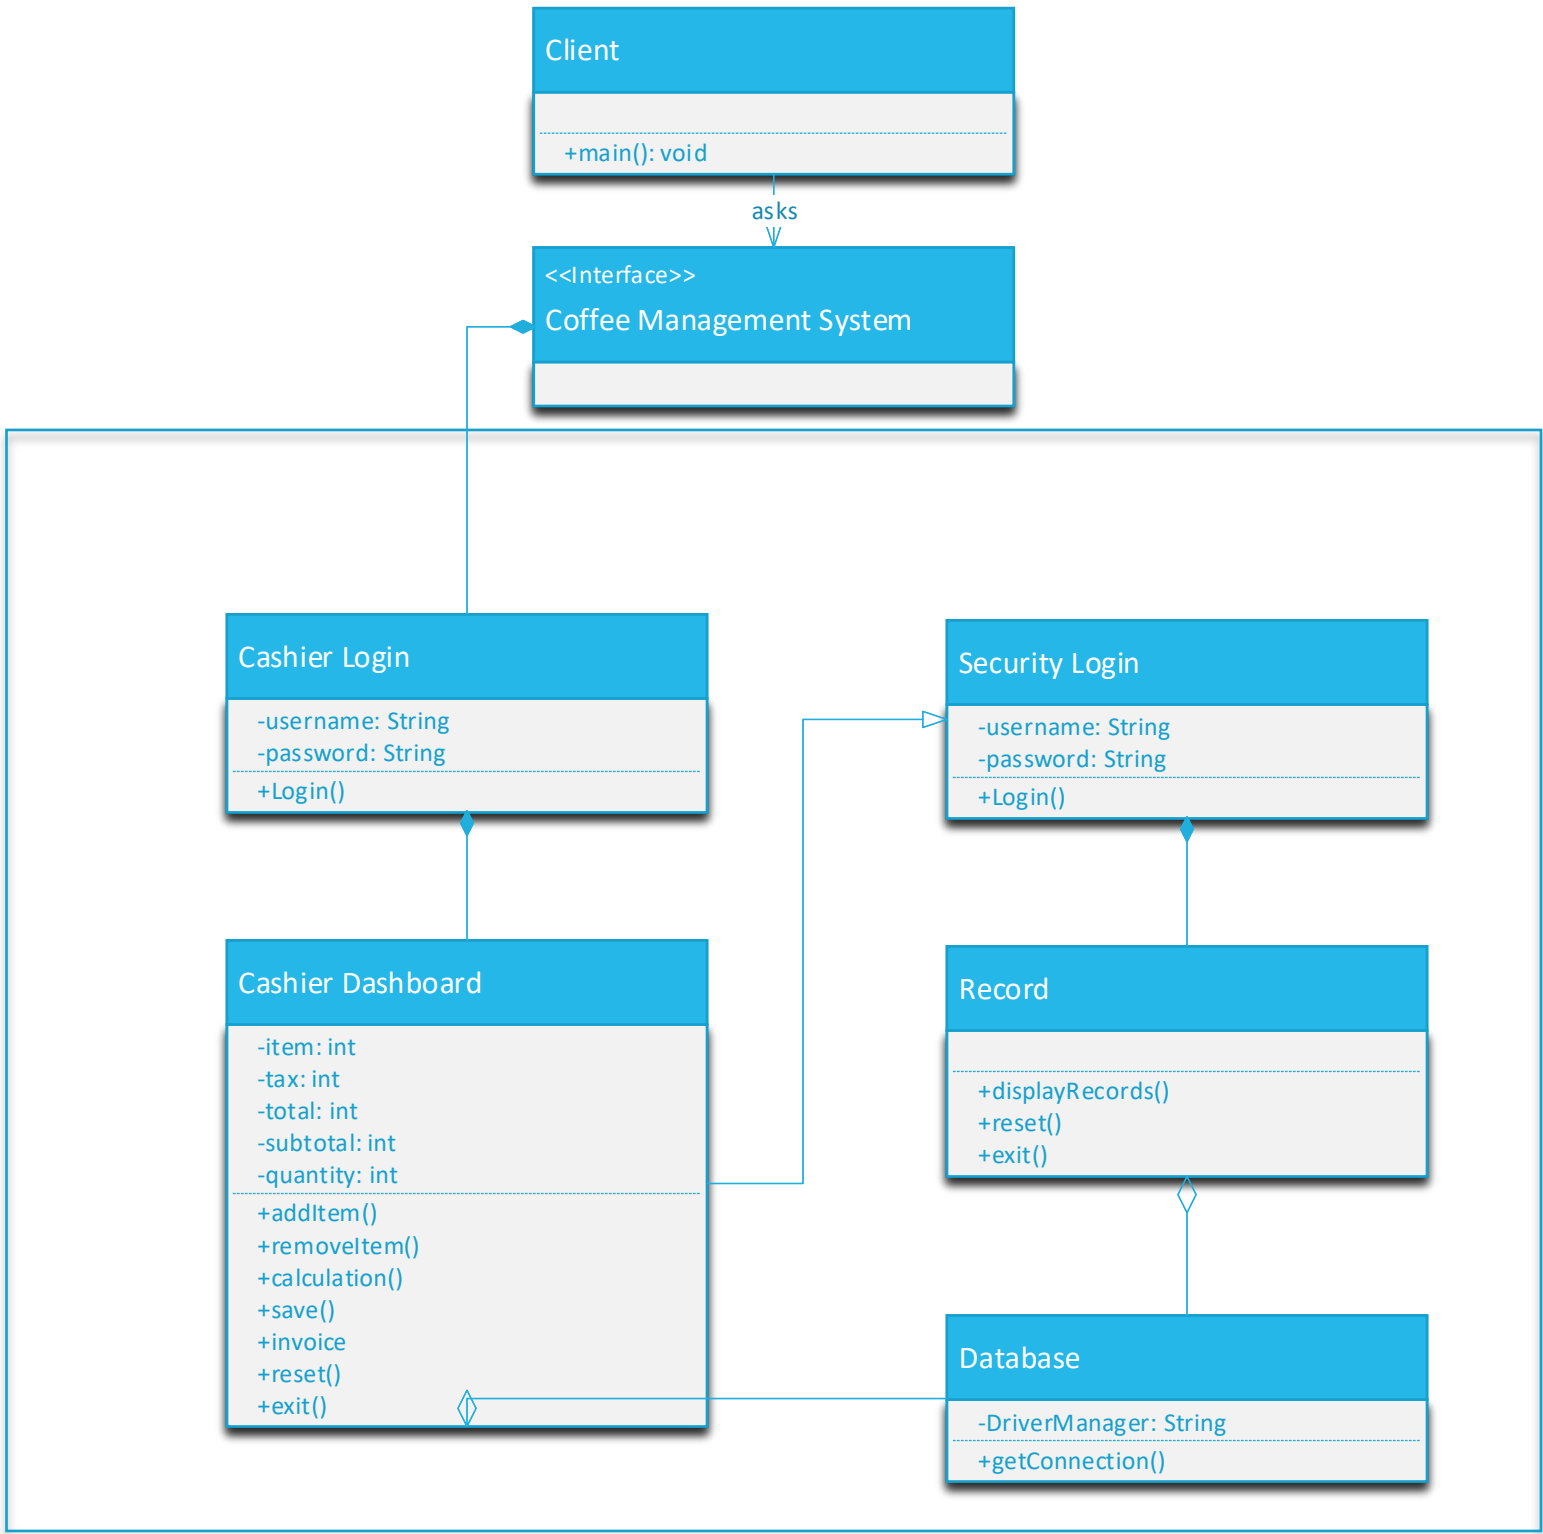 Client
+main(): void
asks
<<Interface>>
Coffee Management System
Cashier Login
-username: String
-password: String
+Login()
Security Login
-username: String
-password: String
+Login()
Cashier Dashboard
-item: int
-tax: int
-total: int
-subtotal: int
-quantity: int
+addItem()
+removeItem()
+calculation()
+save()
+invoice
+reset()
+exit()
Record
+displayRecords()
+reset()
+exit()
Database
-DriverManager: String
+getConnection()